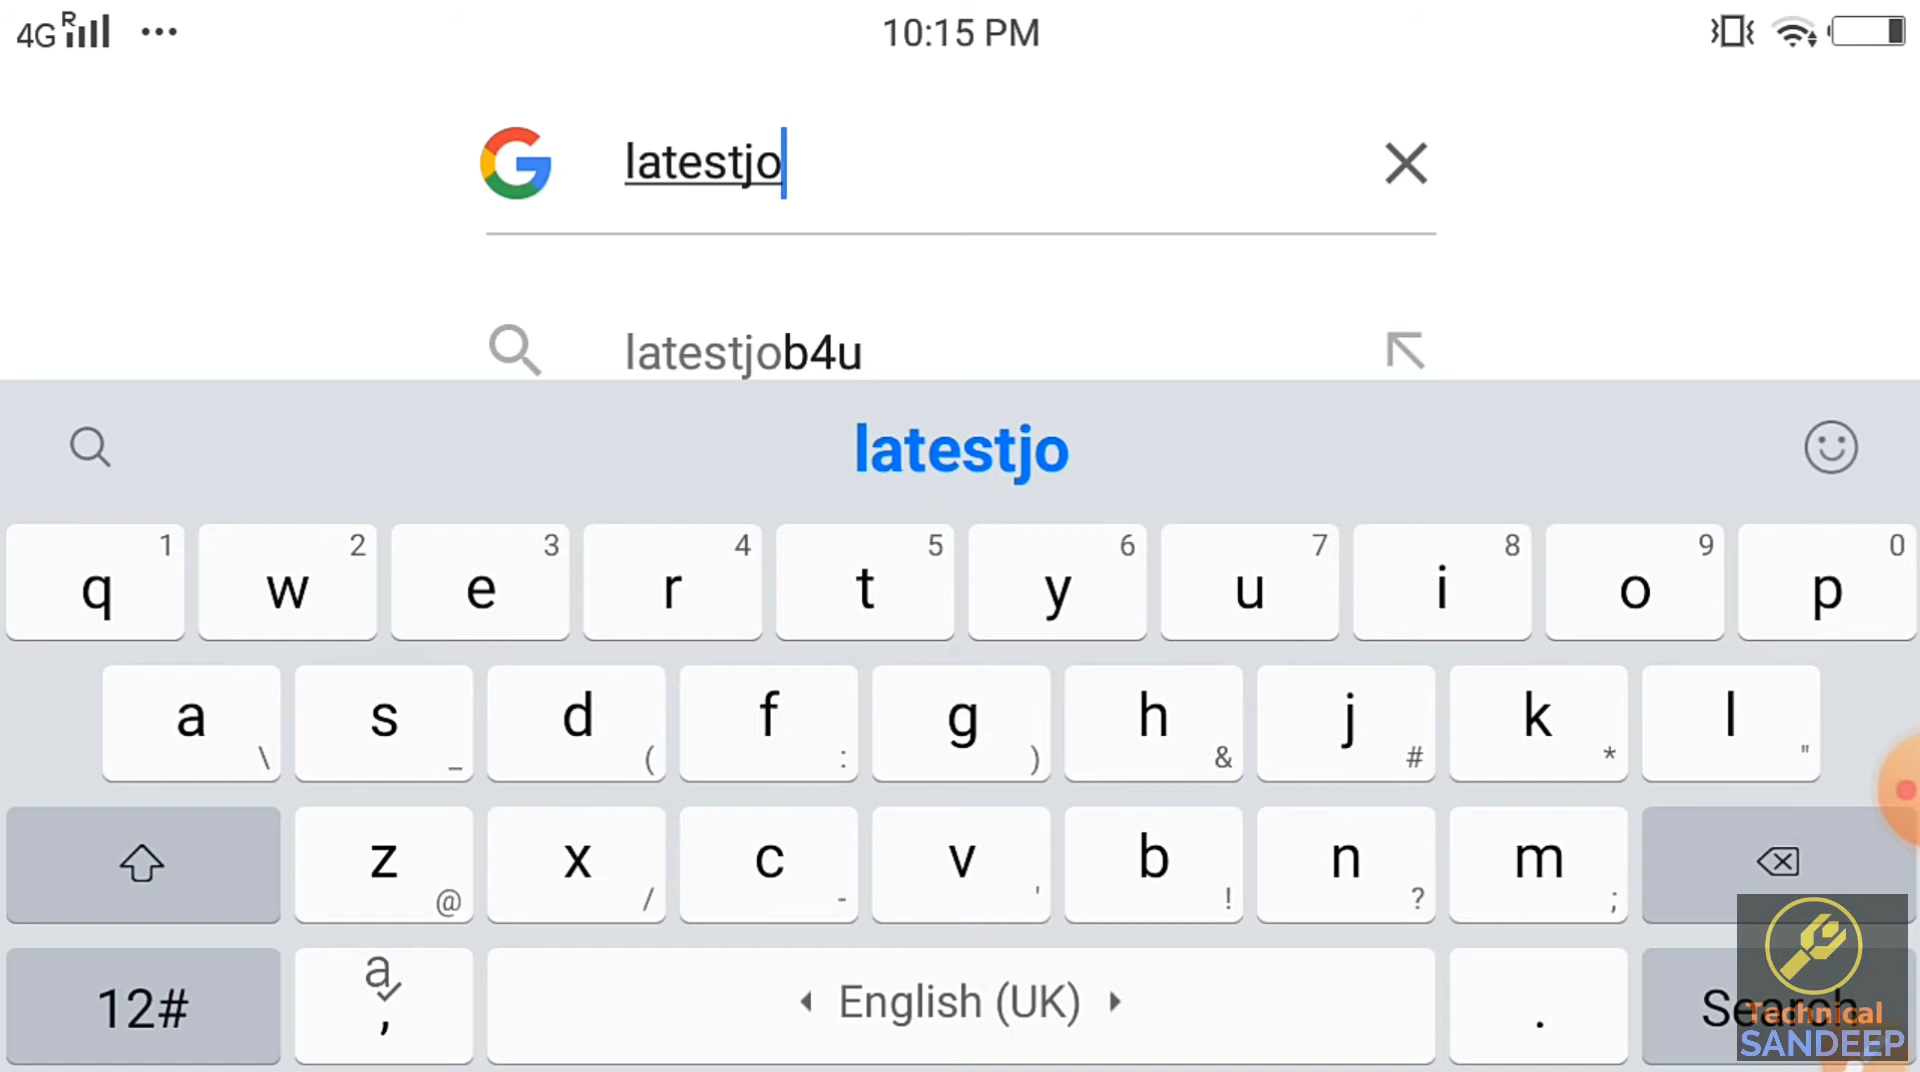 4G R ••• 10:15 PM
latestjo
latestjob4u
latestjo
q 1 w 2 e 3 r 4 t 5 y 6 u 7 i 8 o 9 p 0
a \ s _ d ( f : g ) h & j # k * l "
z @ x / c - v ' b ! n ? m ;
12# a , English (UK) . Search
Technical
SANDEEP